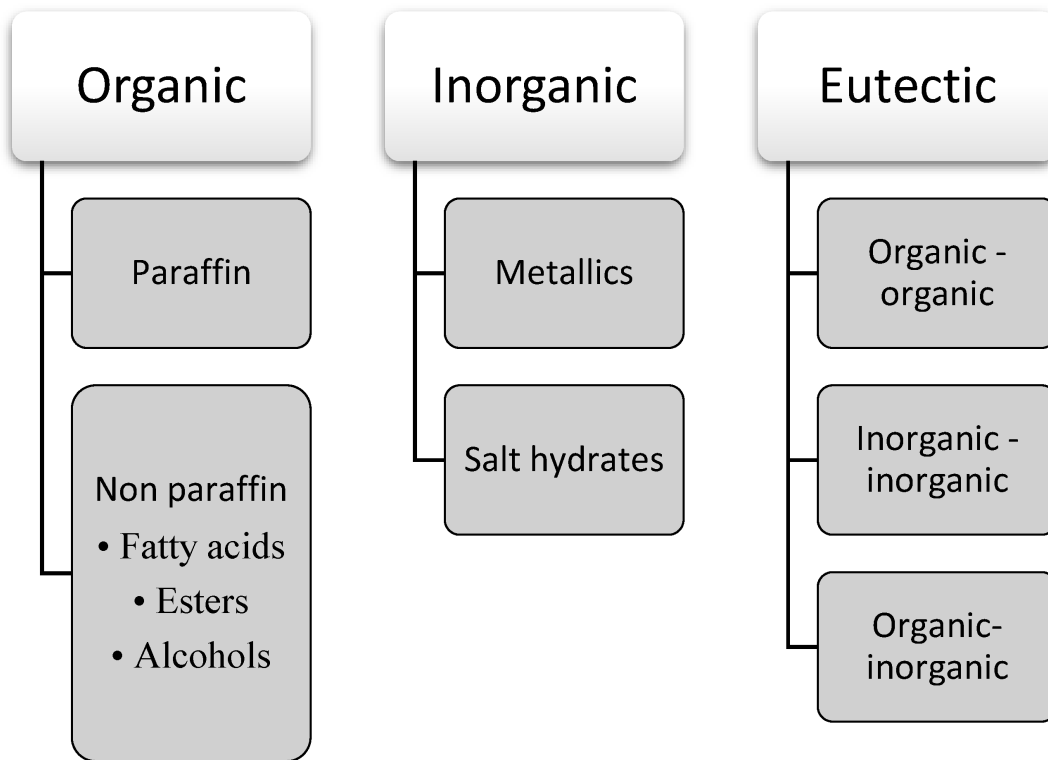 Organic
Paraffin
Non paraffin
• Fatty acids
• Esters
• Alcohols
Inorganic
Metallics
Salt hydrates
Eutectic
Organic -
organic
Inorganic -
inorganic
Organic-
inorganic